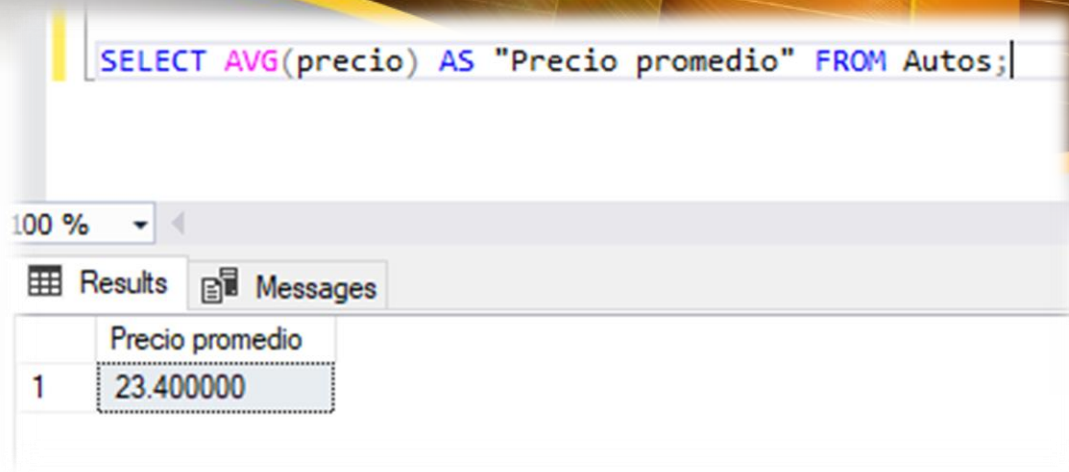 SELECT AVG(precio) AS "Precio promedio" FROM Autos;
100 %
Results Messages
Precio promedio
1 23.400000